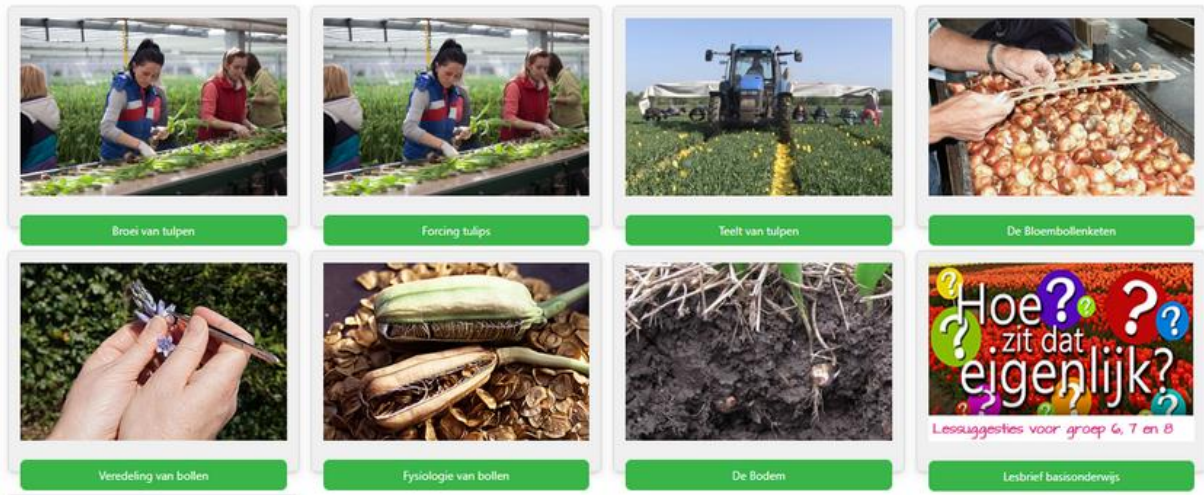 Broei van tulpen
Forcing tulips
Teelt van tulpen
De Bloembollenketen
Hoe
zit dat
eigenlijk?
Lessuggesties voor groep 6, 7 en 8
Veredeling van bollen
Fysiologie van bollen
De Bodem
Lesbrief basisonderwijs